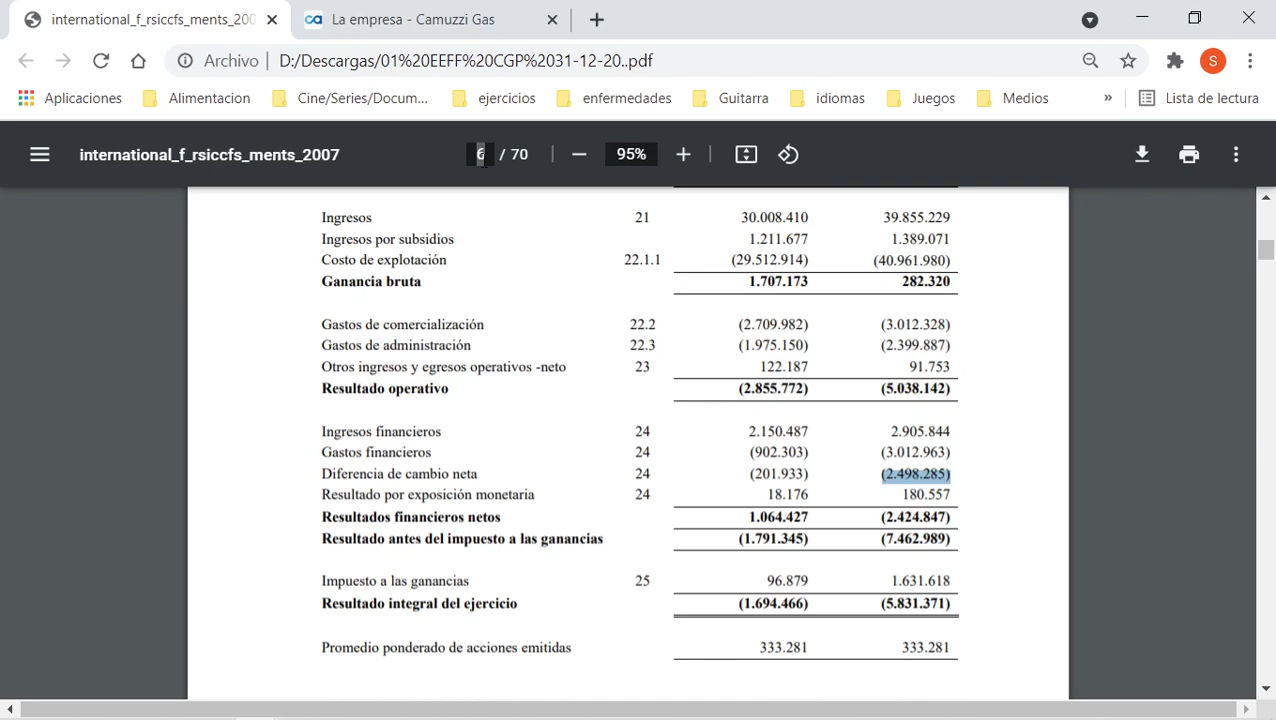 international_f_rsiccfs_ments_200
La empresa - Camuzzi Gas
Archivo
D:/Descargas/01%20EEFF%20CGP%2031-12-20..pdf
S
Aplicaciones
Alimentacion
Cine/Series/Docum...
ejercicios
enfermedades
Guitarra
idiomas
Juegos
Medios
»
Lista de lectura
international_f_rsiccfs_ments_2007
6 / 70
95%
Ingresos 21 30.008.410 39.855.229
Ingresos por subsidios 1.211.677 1.389.071
Costo de explotación 22.1.1 (29.512.914) (40.961.980)
Ganancia bruta 1.707.173 282.320
Gastos de comercialización 22.2 (2.709.982) (3.012.328)
Gastos de administración 22.3 (1.975.150) (2.399.887)
Otros ingresos y egresos operativos -neto 23 122.187 91.753
Resultado operativo (2.855.772) (5.038.142)
Ingresos financieros 24 2.150.487 2.905.844
Gastos financieros 24 (902.303) (3.012.963)
Diferencia de cambio neta 24 (201.933) (2.498.285)
Resultado por exposición monetaria 24 18.176 180.557
Resultados financieros netos 1.064.427 (2.424.847)
Resultado antes del impuesto a las ganancias (1.791.345) (7.462.989)
Impuesto a las ganancias 25 96.879 1.631.618
Resultado integral del ejercicio (1.694.466) (5.831.371)
Promedio ponderado de acciones emitidas 333.281 333.281